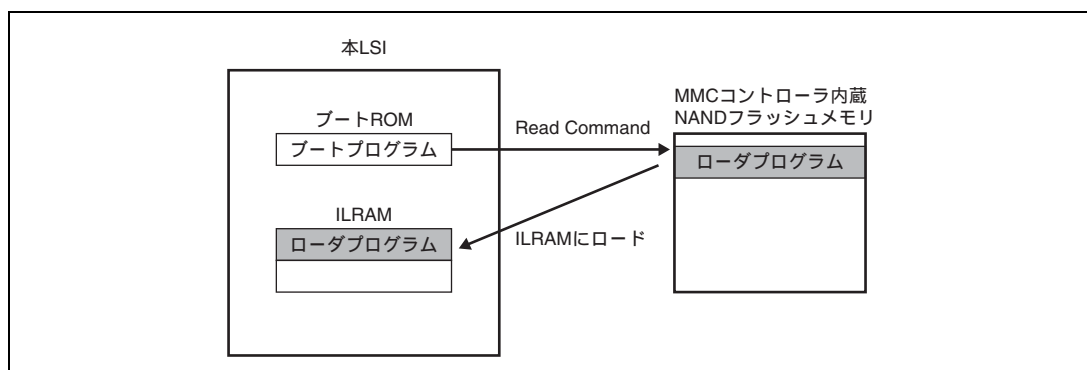 本LSI
MMCコントローラ内蔵
NANDフラッシュメモリ
ブートROM
ブートプログラム
Read Command
ローダプログラム
ILRAM
ローダプログラム
ILRAMにロード